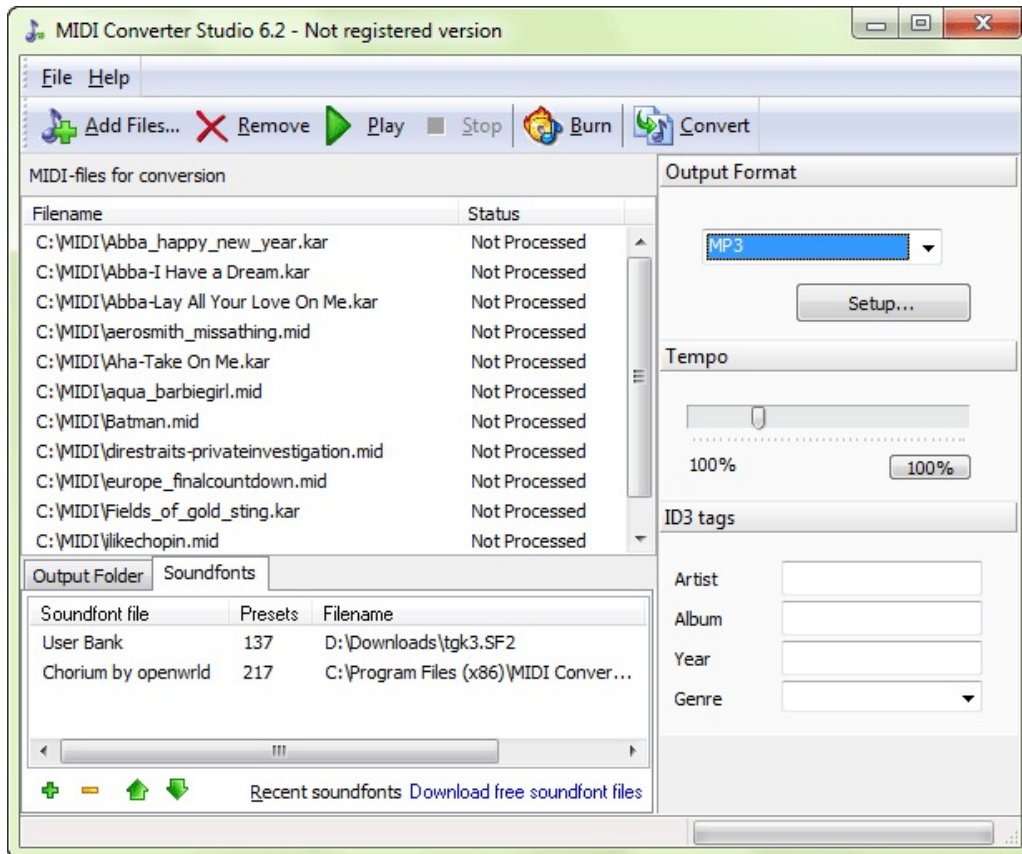 MIDI Converter Studio 6.2 - Not registered version
File Help
Add Files... Remove Play Stop Burn Convert
MIDI-files for conversion
Filename Status
C:\MIDI\Abba_happy_new_year.kar Not Processed
C:\MIDI\Abba-I Have a Dream.kar Not Processed
C:\MIDI\Abba-Lay All Your Love On Me.kar Not Processed
C:\MIDI\aerosmith_missathing.mid Not Processed
C:\MIDI\Aha-Take On Me.kar Not Processed
C:\MIDI\aqua_barbiegirl.mid Not Processed
C:\MIDI\Batman.mid Not Processed
C:\MIDI\direstraits-privateinvestigation.mid Not Processed
C:\MIDI\europe_finalcountdown.mid Not Processed
C:\MIDI\Fields_of_gold_sting.kar Not Processed
C:\MIDI\ilikechopin.mid Not Processed
Output Folder Soundfonts
Soundfont file Presets Filename
User Bank 137 D:\Downloads\tgk3.SF2
Chorium by openwrld 217 C:\Program Files (x86)\MIDI Conver...
Recent soundfonts Download free soundfont files
Output Format
MP3
Setup...
Tempo
100% 100%
ID3 tags
Artist
Album
Year
Genre